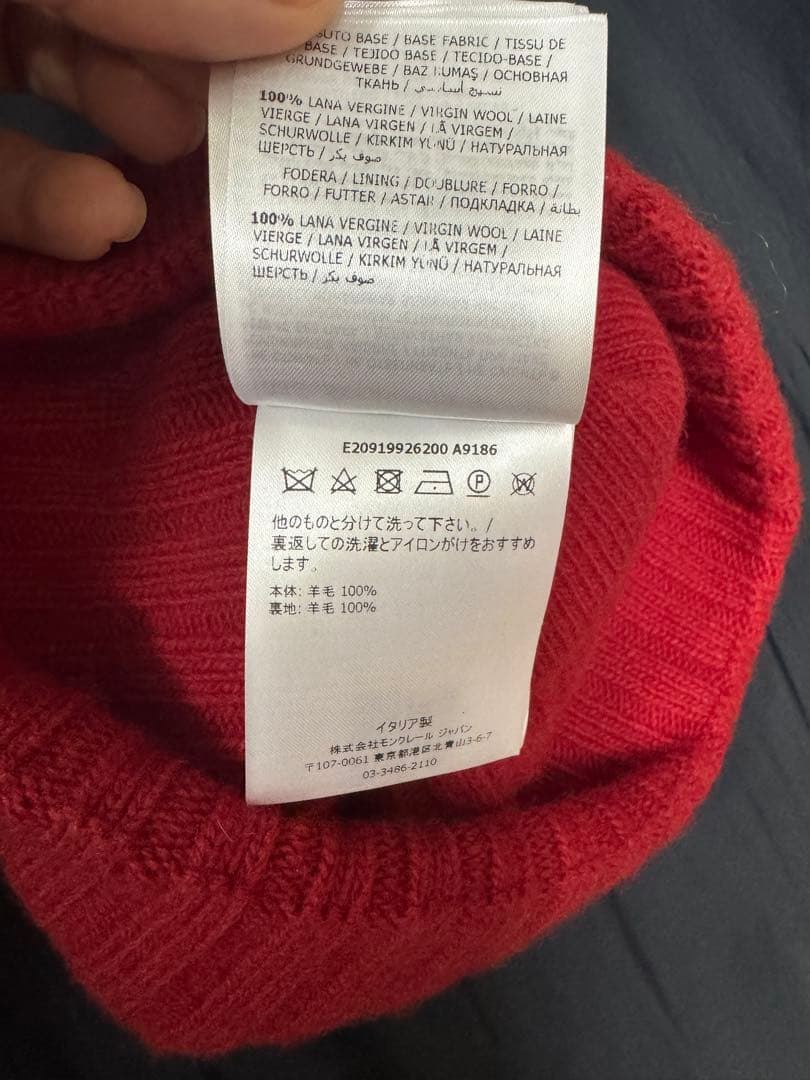 SUTO BASE / BASE FABRIC / TISSU DE
BASE / TEJIDO BASE / TECIDO-BASE /
GRUNDGEWEBE / BAZ KUMAŞ / ОСНОВНАЯ
ТКАНЬ / نسيج أساسي
100% LANA VERGINE / VIRGIN WOOL / LAINE
VIERGE / LANA VIRGEN / LÃ VIRGEM /
SCHURWOLLE / KIRKIM YÜNÜ / НАТУРАЛЬНАЯ
ШЕРСТЬ / صوف بكر
FODERA / LINING / DOUBLURE / FORRO /
FORRO / FUTTER / ASTAR / ПОДКЛАДКА / بطانة
100% LANA VERGINE / VIRGIN WOOL / LAINE
VIERGE / LANA VIRGEN / LÃ VIRGEM /
SCHURWOLLE / KIRKIM YÜNÜ / НАТУРАЛЬНАЯ
ШЕРСТЬ / صوف بكر
E20919926200 A9186
他のものと分けて洗って下さい。/
裏返しての洗濯とアイロンがけをおすすめ
します。
本体: 羊毛 100%
裏地: 羊毛 100%
イタリア製
株式会社モンクレール ジャパン
〒107-0061 東京都港区北青山3-6-7
03-3486-2110